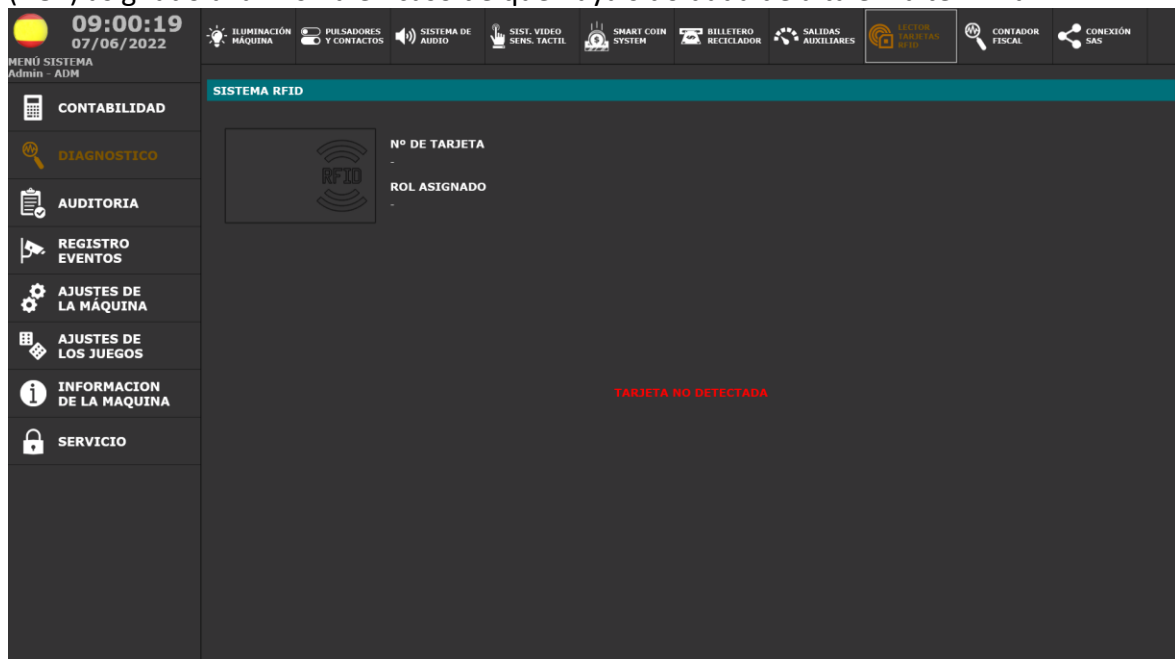 09:00:19
07/06/2022
MENÚ SISTEMA
Admin - ADM
ILUMINACIÓN
MÁQUINA
PULSADORES
Y CONTACTOS
SISTEMA DE
AUDIO
SIST. VIDEO
SENS. TACTIL
SMART COIN
SYSTEM
BILLETERO
RECICLADOR
SALIDAS
AUXILIARES
LECTOR
TARJETAS
RFID
CONTADOR
FISCAL
CONEXIÓN
SAS
CONTABILIDAD
DIAGNOSTICO
AUDITORIA
REGISTRO
EVENTOS
AJUSTES DE
LA MÁQUINA
AJUSTES DE
LOS JUEGOS
INFORMACION
DE LA MAQUINA
SERVICIO
SISTEMA RFID
RFID
Nº DE TARJETA
-
ROL ASIGNADO
-
TARJETA NO DETECTADA